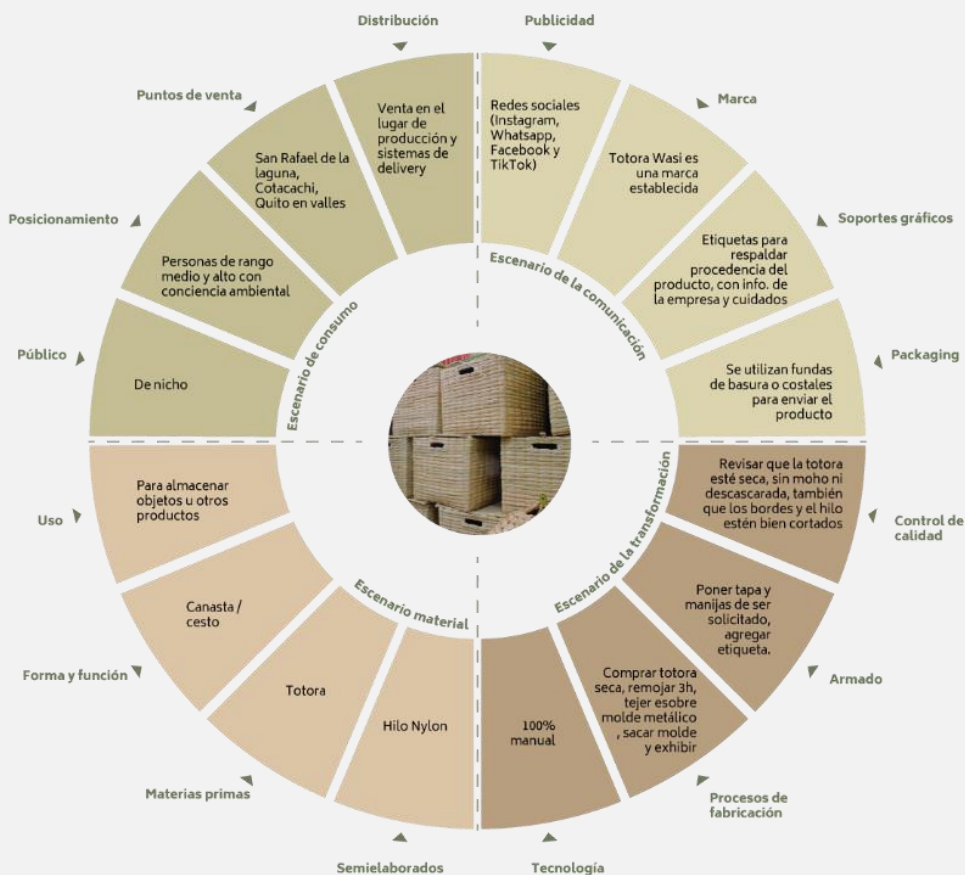 Distribución
Publicidad
Puntos de venta
Marca
Venta en el
lugar de
producción y
sistemas de
delivery
Redes sociales
(Instagram,
Whatsapp,
Facebook y
TikTok)
San Rafael de la
laguna,
Cotacachi,
Quito en valles
Totora Wasi es
una marca
establecida
Posicionamiento
Soportes gráficos
Personas de rango
medio y alto con
conciencia ambiental
Etiquetas para
respaldar
procedencia del
producto, con info. de
la empresa y cuidados
Escenario de consumo
Escenario de la comunicación
Público
Packaging
De nicho
Se utilizan fundas
de basura o costales
para enviar el
producto
Uso
Para almacenar
objetos u otros
productos
Revisar que la totora
esté seca, sin moho ni
descascarada, también
que los bordes y el hilo
estén bien cortados
Control de
calidad
Escenario material
Escenario de la transformación
Forma y función
Canasta /
cesto
Poner tapa y
manijas de ser
solicitado,
agregar
etiqueta.
Armado
Totora
Hilo Nylon
100%
manual
Comprar totora
seca, remojar 3h,
tejer esobre
molde metálico
, sacar molde
y exhibir
Materias primas
Procesos de
fabricación
Semielaborados
Tecnología